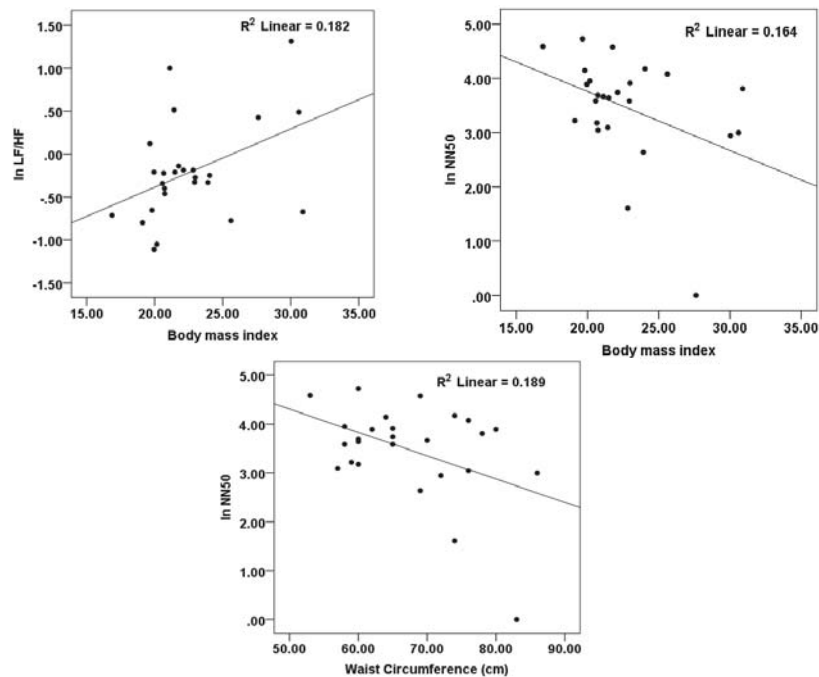 R² Linear = 0.182
1.50
1.00
.50
.00
-0.50
-1.00
-1.50
ln LF/HF
15.00 20.00 25.00 30.00 35.00
Body mass index
R² Linear = 0.164
5.00
4.00
3.00
2.00
1.00
.00
ln NN50
15.00 20.00 25.00 30.00 35.00
Body mass index
R² Linear = 0.189
5.00
4.00
3.00
2.00
1.00
.00
ln NN50
50.00 60.00 70.00 80.00 90.00
Waist Circumference (cm)